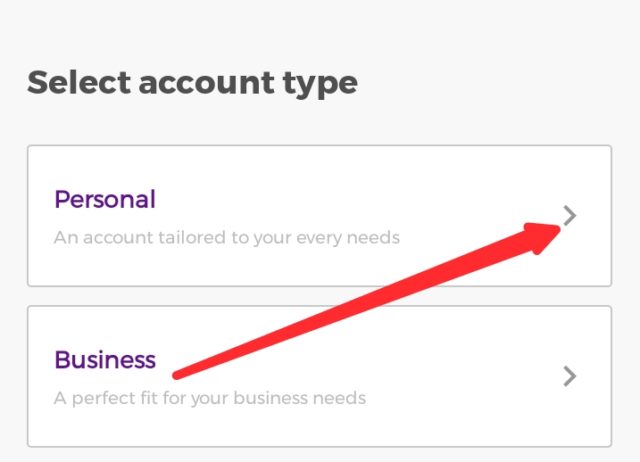 Select account type
Personal
An account tailored to your every needs
Business
A perfect fit for your business needs